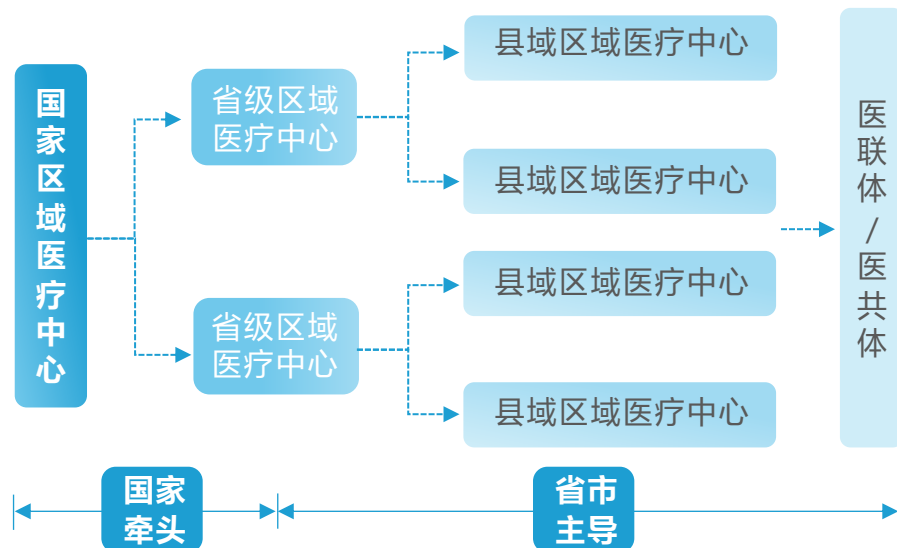 国家区域医疗中心
省级区域
医疗中心
省级区域
医疗中心
县域区域医疗中心
县域区域医疗中心
县域区域医疗中心
县域区域医疗中心
医联体/医共体
国家
牵头
省市
主导